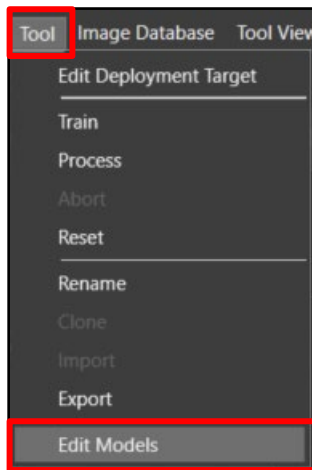 Tool Image Database Tool View
Edit Deployment Target
Train
Process
Abort
Reset
Rename
Clone
Import
Export
Edit Models